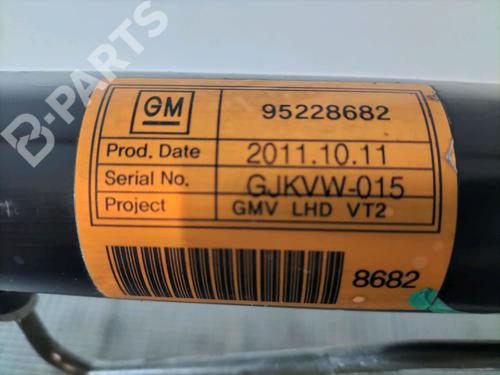 B-PARTS
GM 95228682
Prod. Date 2011.10.11
Serial No. GJKVW-015
Project GMV LHD VT2
8682